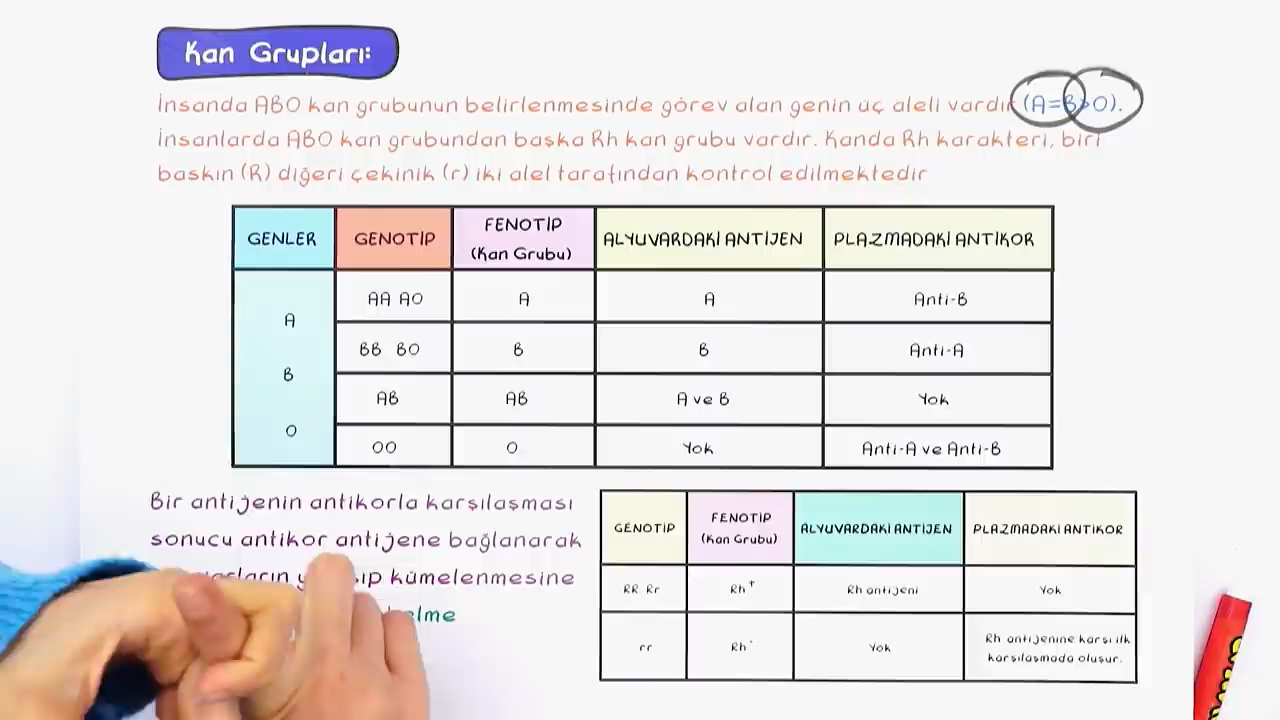 Kan Grupları:
İnsanda ABO kan grubunun belirlenmesinde görev alan genin üç aleli vardır (A=B>O).
İnsanlarda ABO kan grubundan başka Rh kan grubu vardır. Kanda Rh karakteri, biri
baskın (R) diğeri çekinik (r) iki alel tarafından kontrol edilmektedir
GENLER GENOTİP FENOTİP (Kan Grubu) ALYUVARDAKİ ANTİJEN PLAZMADAKİ ANTİKOR
A B O
AA AO A A Anti-B
BB BO B B Anti-A
AB AB A ve B Yok
OO O Yok Anti-A ve Anti-B
Bir antijenin antikorla karşılaşması
sonucu antikor antijene bağlanarak
kümelenmesine
GENOTİP FENOTİP (Kan Grubu) ALYUVARDAKİ ANTİJEN PLAZMADAKİ ANTİKOR
RR Rr Rh⁺ Rh antijeni Yok
rr Rh⁻ Yok Rh antijenine karşı ilk
karşılaşmada oluşur.